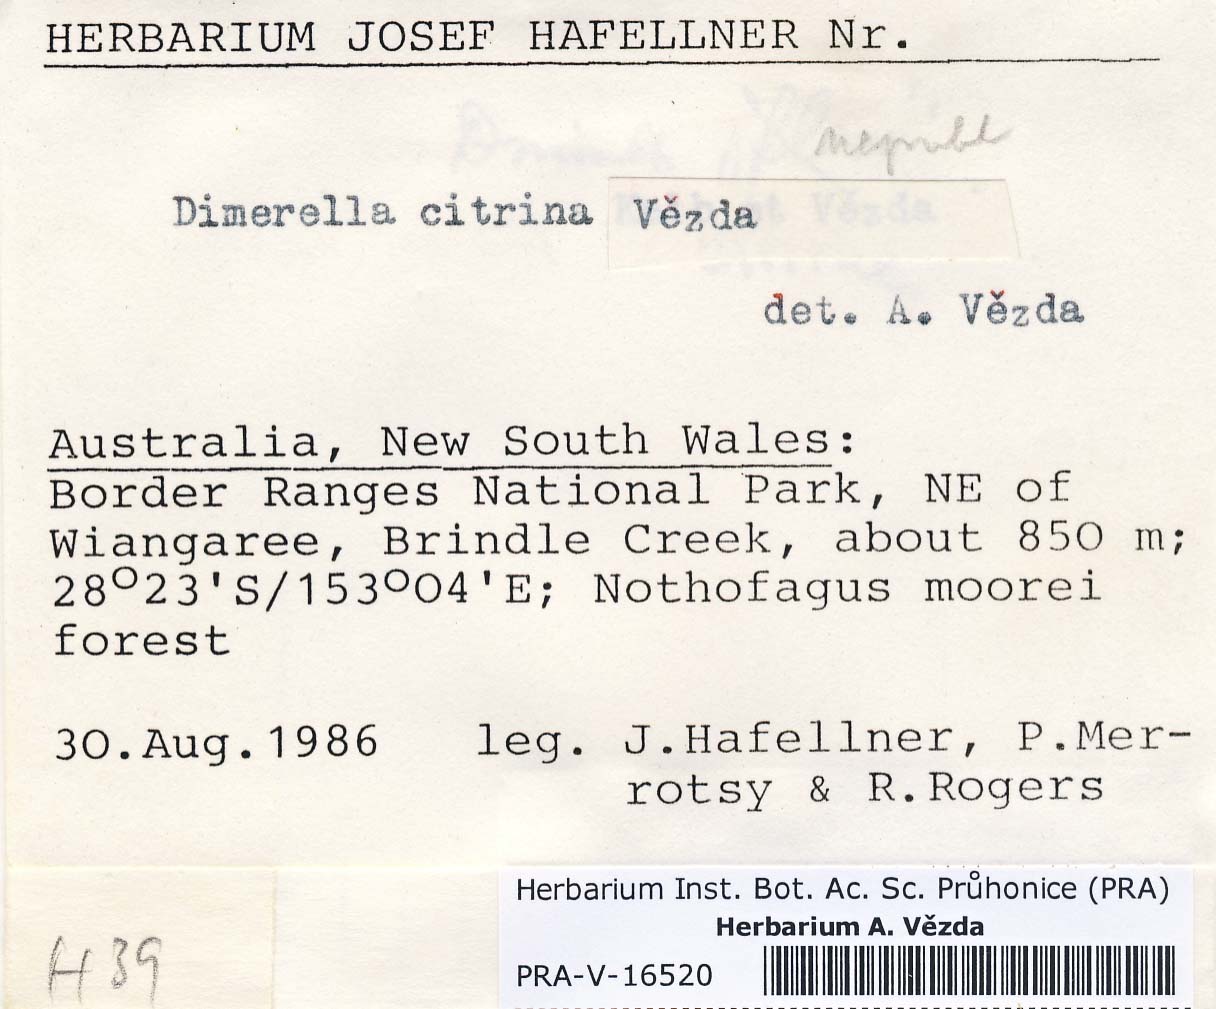 HERBARIUM JOSEF HAFELLNER Nr.
nepubl
Dimerella citrina Vězda
det. A. Vězda
Australia, New South Wales:
Border Ranges National Park, NE of
Wiangaree, Brindle Creek, about 850 m;
28°23'S/153°04'E; Nothofagus moorei
forest
30.Aug.1986 leg. J.Hafellner, P.Mer-
rotsy & R.Rogers
H 39
Herbarium Inst. Bot. Ac. Sc. Průhonice (PRA)
Herbarium A. Vězda
PRA-V-16520